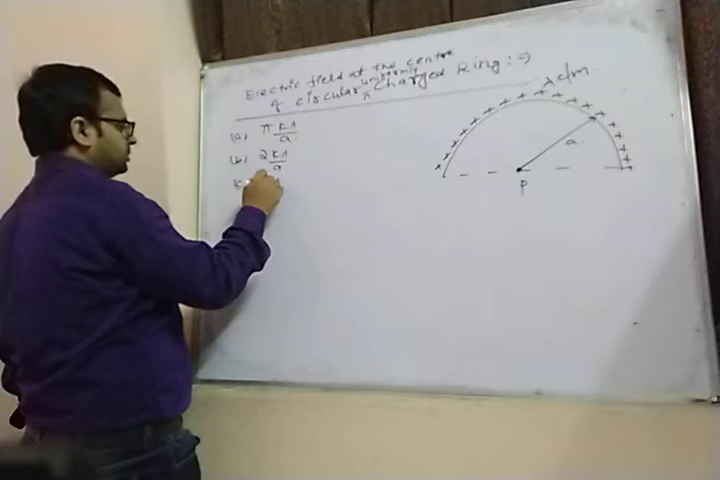 Electric field at the centre
of circular uniformly charged Ring : ⇒
(a) π kλ/a
(b) 2kλ/a
λ c/m.
a.
P